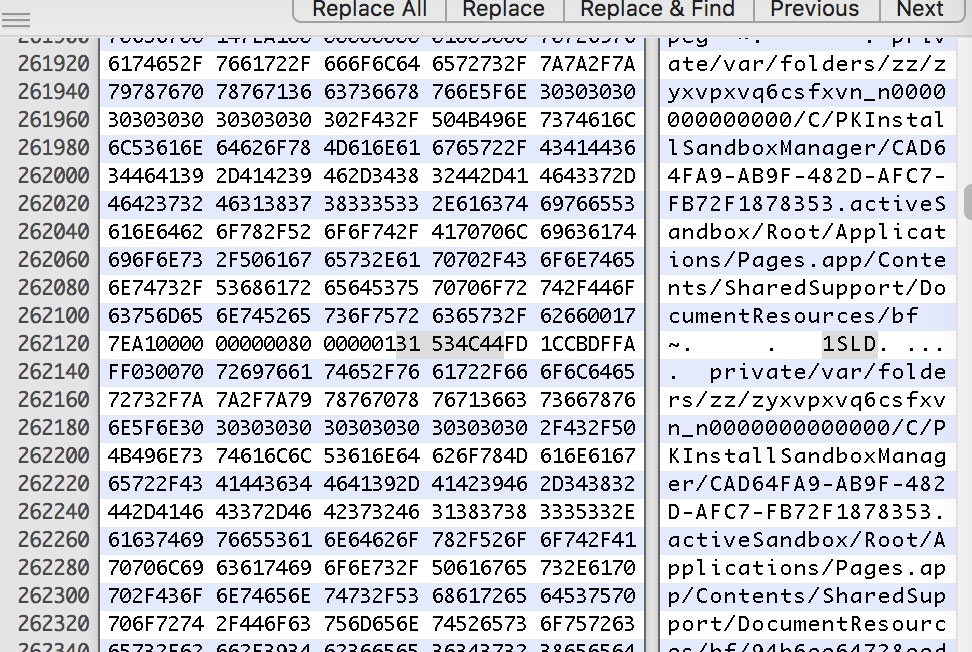 Replace All Replace Replace & Find Previous Next
261920 6174652F 7661722F 666F6C64 6572732F 7A7A2F7A ate/var/folders/zz/z
261940 79787670 78767136 63736678 766E5F6E 30303030 yxvpxvq6csfxvn_n0000
261960 30303030 30303030 302F432F 504B496E 7374616C 000000000/C/PKInstal
261980 6C53616E 64626F78 4D616E61 6765722F 43414436 lSandboxManager/CAD6
262000 34464139 2D414239 462D3438 32442D41 4643372D 4FA9-AB9F-482D-AFC7-
262020 46423732 46313837 38333533 2E616374 69766553 FB72F1878353.activeS
262040 616E6462 6F782F52 6F6F742F 4170706C 69636174 andbox/Root/Applicat
262060 696F6E73 2F506167 65732E61 70702F43 6F6E7465 ions/Pages.app/Conte
262080 6E74732F 53686172 65645375 70706F72 742F446F nts/SharedSupport/Do
262100 63756D65 6E745265 736F7572 6365732F 62660017 cumentResources/bf
262120 7EA10000 00000080 00000131 534C44FD 1CCBDFFA ~. . 1SLD. ...
262140 FF030070 72697661 74652F76 61722F66 6F6C6465 . private/var/folde
262160 72732F7A 7A2F7A79 78767078 76713663 73667876 rs/zz/zyxvpxvq6csfxv
262180 6E5F6E30 30303030 30303030 30303030 2F432F50 n_n0000000000000/C/P
262200 4B496E73 74616C6C 53616E64 626F784D 616E6167 KInstallSandboxManag
262220 65722F43 41443634 4641392D 41423946 2D343832 er/CAD64FA9-AB9F-482
262240 442D4146 43372D46 42373246 31383738 3335332E D-AFC7-FB72F1878353.
262260 61637469 76655361 6E64626F 782F526F 6F742F41 activeSandbox/Root/A
262280 70706C69 63617469 6F6E732F 50616765 732E6170 pplications/Pages.ap
262300 702F436F 6E74656E 74732F53 68617265 64537570 p/Contents/SharedSup
262320 706F7274 2F446F63 756D656E 74526573 6F757263 port/DocumentResourc